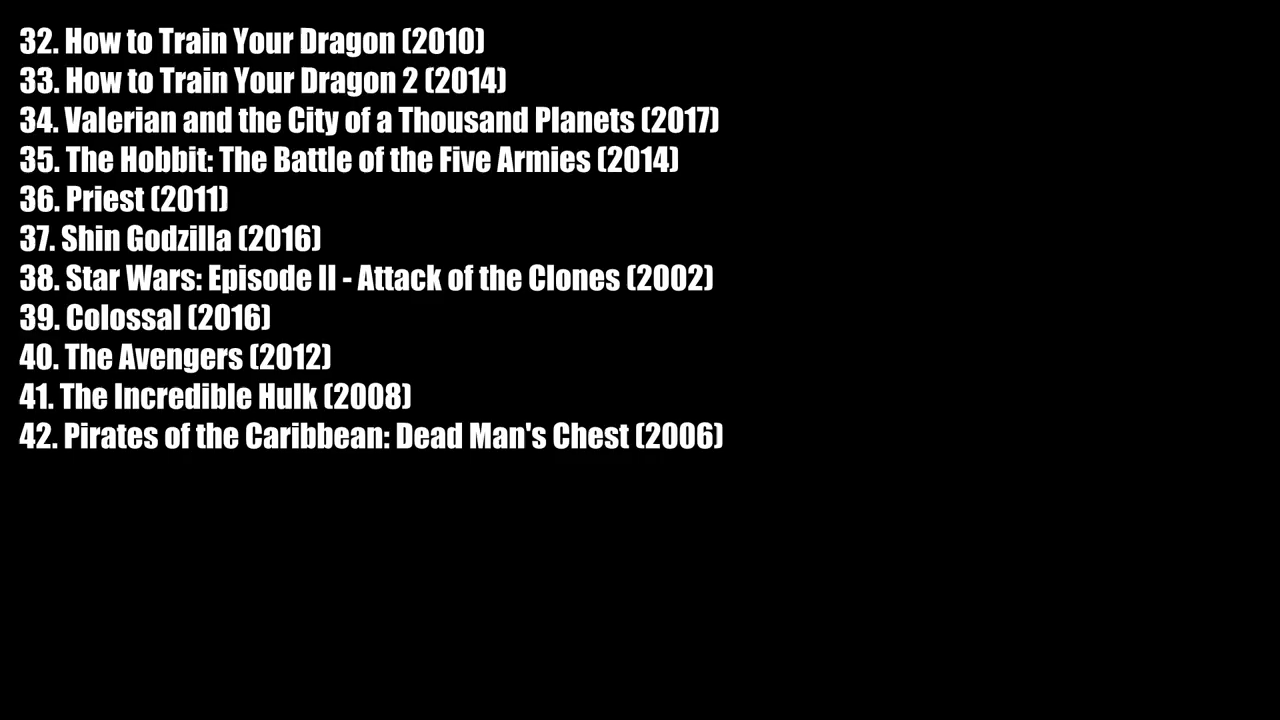 32. How to Train Your Dragon (2010)
33. How to Train Your Dragon 2 (2014)
34. Valerian and the City of a Thousand Planets (2017)
35. The Hobbit: The Battle of the Five Armies (2014)
36. Priest (2011)
37. Shin Godzilla (2016)
38. Star Wars: Episode II - Attack of the Clones (2002)
39. Colossal (2016)
40. The Avengers (2012)
41. The Incredible Hulk (2008)
42. Pirates of the Caribbean: Dead Man's Chest (2006)